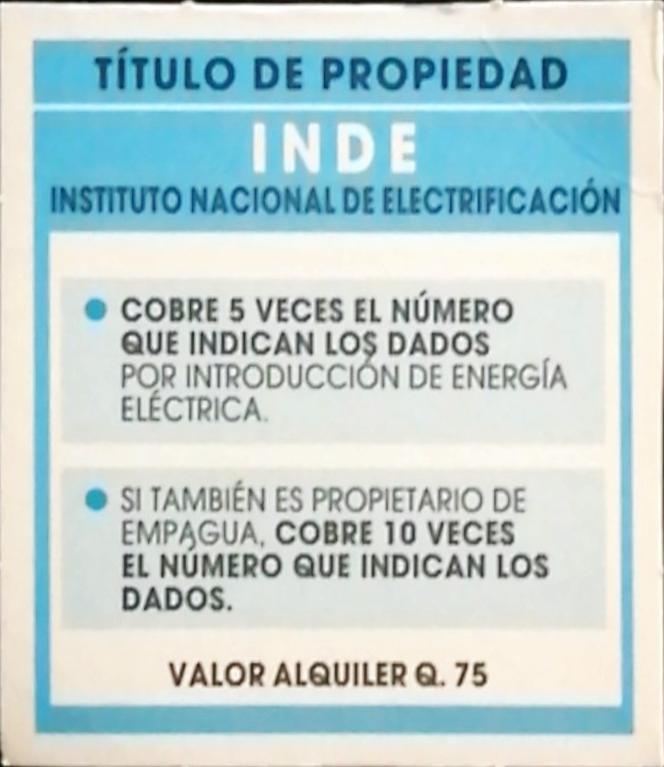 TÍTULO DE PROPIEDAD
INDE
INSTITUTO NACIONAL DE ELECTRIFICACIÓN
● COBRE 5 VECES EL NÚMERO
QUE INDICAN LOS DADOS
POR INTRODUCCIÓN DE ENERGÍA
ELÉCTRICA.
● SI TAMBIÉN ES PROPIETARIO DE
EMPAGUA, COBRE 10 VECES
EL NÚMERO QUE INDICAN LOS
DADOS.
VALOR ALQUILER Q. 75